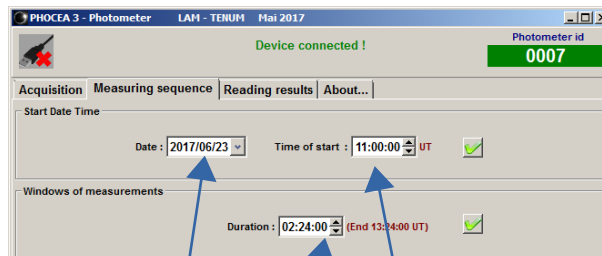 PHOCEA 3 - Photometer LAM - TENUM Mai 2017
Device connected !
Photometer id
0007
Acquisition Measuring sequence Reading results About...
Start Date Time
Date : 2017/06/23 Time of start : 11:00:00 UT
Windows of measurements
Duration : 02:24:00 (End 13:24:00 UT)